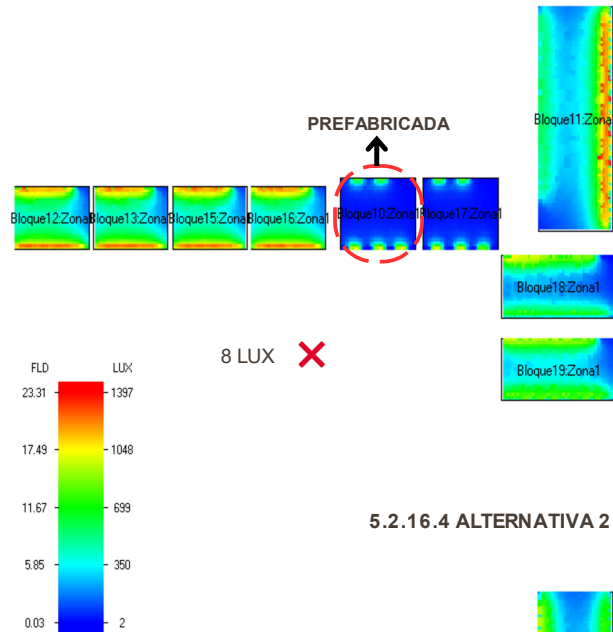 Bloque11:Zona
PREFABRICADA
Bloque12:Zona
Bloque13:Zona
Bloque15:Zona
Bloque16:Zona1
Bloque10:Zona1
Bloque17:Zona1
Bloque18:Zona1
8 LUX
Bloque19:Zona1
FLD LUX
23.31 1397
17.49 1048
11.67 699
5.85 350
0.03 2
5.2.16.4 ALTERNATIVA 2